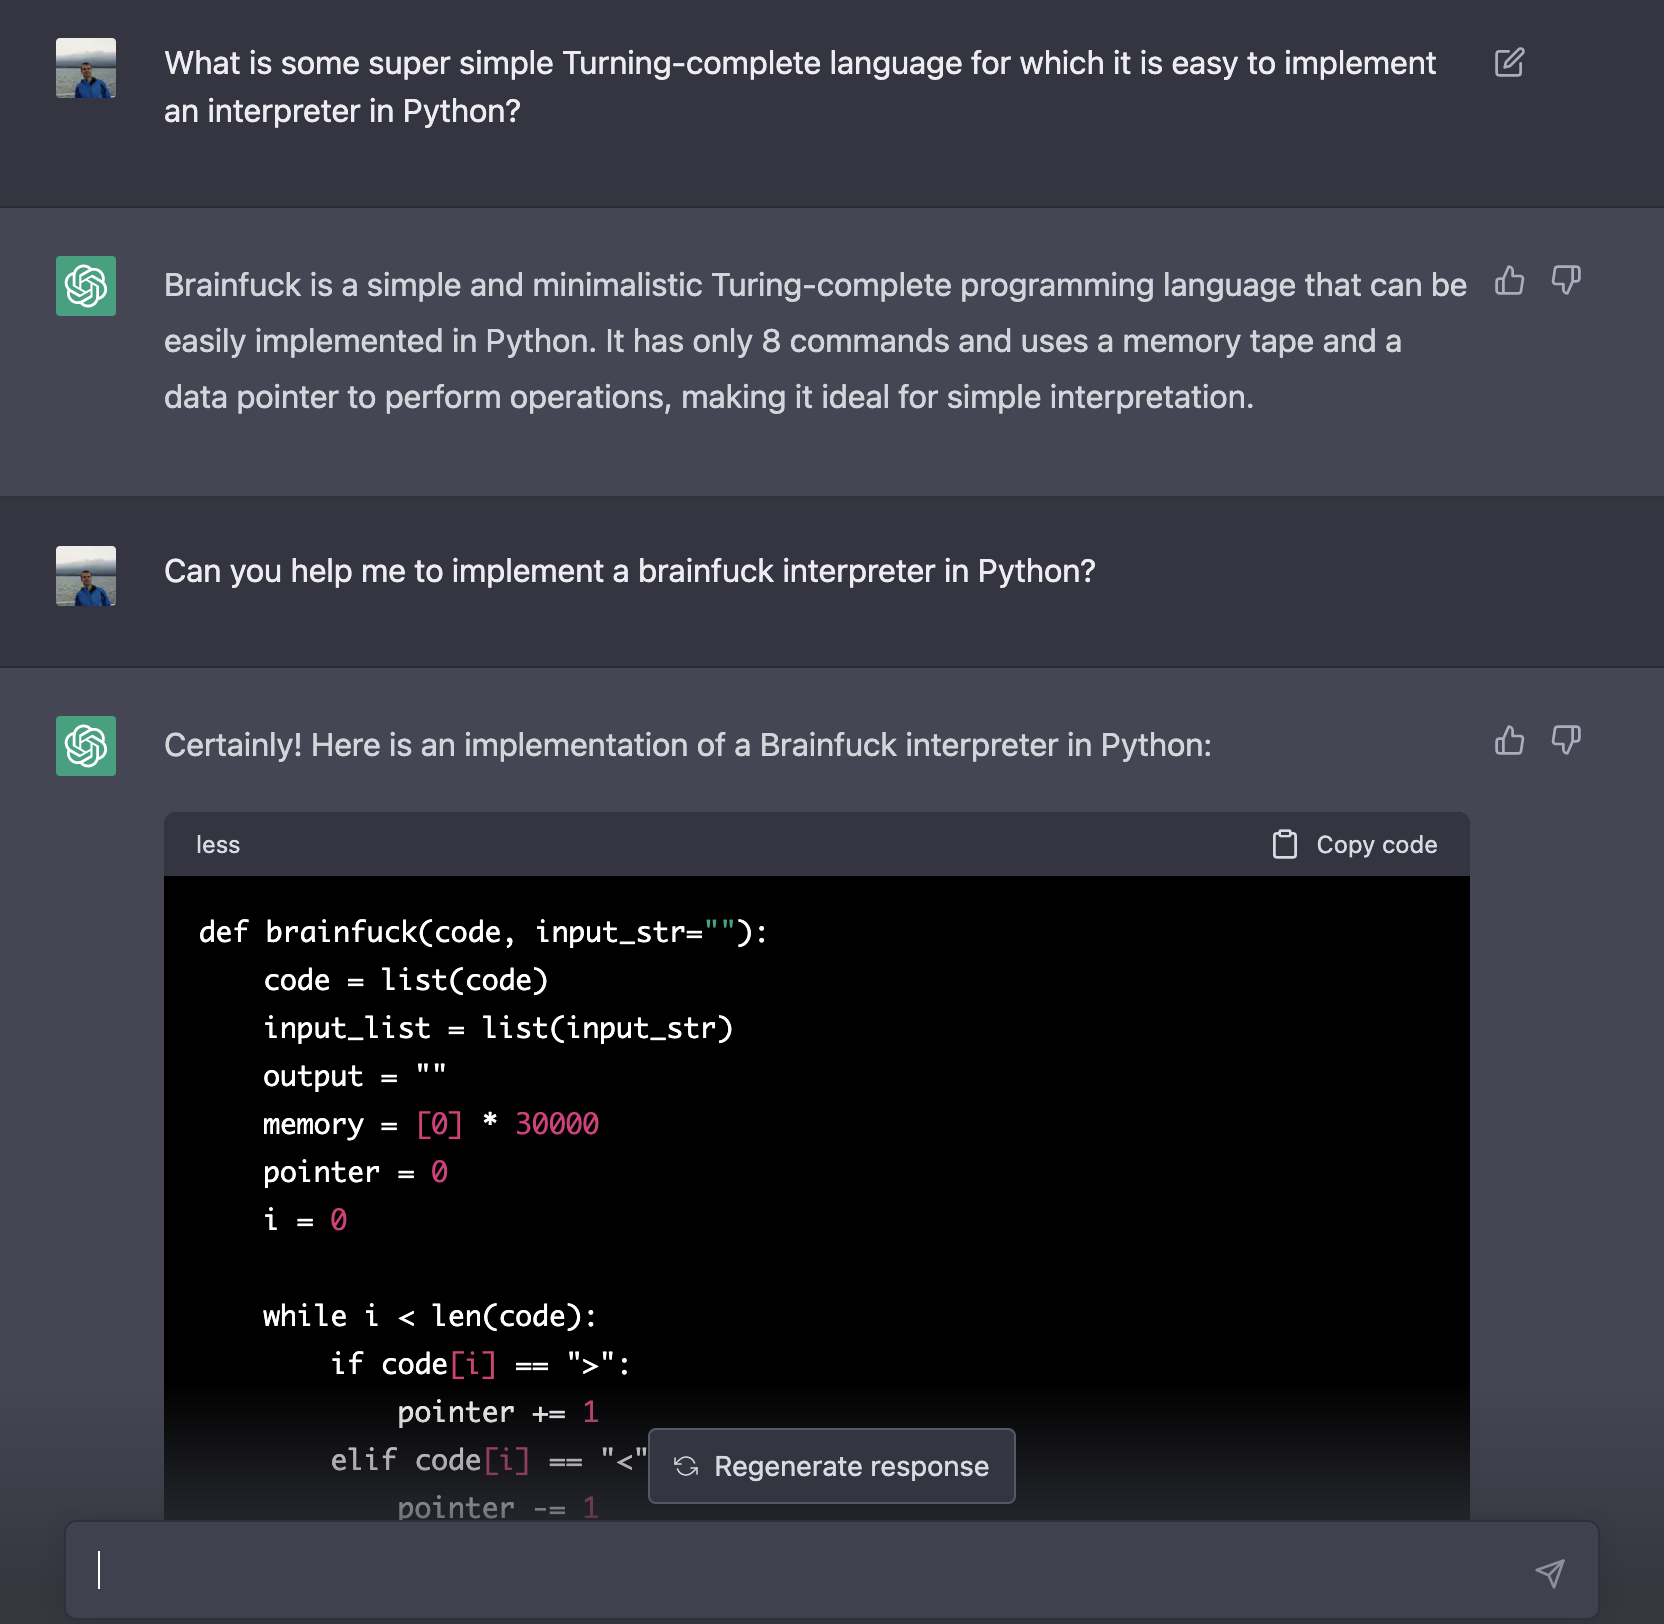 What is some super simple Turning-complete language for which it is easy to implement
an interpreter in Python?
Brainfuck is a simple and minimalistic Turing-complete programming language that can be
easily implemented in Python. It has only 8 commands and uses a memory tape and a
data pointer to perform operations, making it ideal for simple interpretation.
Can you help me to implement a brainfuck interpreter in Python?
Certainly! Here is an implementation of a Brainfuck interpreter in Python:
less
Copy code
def brainfuck(code, input_str=""):
    code = list(code)
    input_list = list(input_str)
    output = ""
    memory = [0] * 30000
    pointer = 0
    i = 0
    while i < len(code):
        if code[i] == ">":
            pointer += 1
        elif code[i] == "<"
            pointer -= 1
Regenerate response